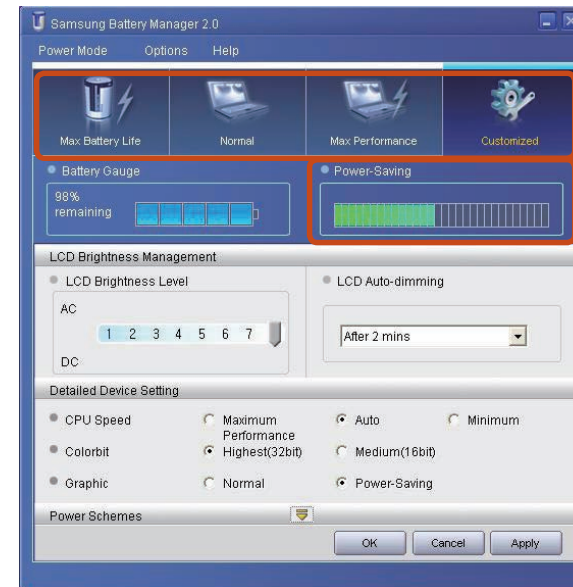 Samsung Battery Manager 2.0
Power Mode Options Help
Max Battery Life Normal Max Performance Customized
Battery Gauge
98%
remaining
Power-Saving
LCD Brightness Management
LCD Brightness Level
AC
1 2 3 4 5 6 7
DC
LCD Auto-dimming
After 2 mins
Detailed Device Setting
CPU Speed Maximum Performance Auto Minimum
Colorbit Highest(32bit) Medium(16bit)
Graphic Normal Power-Saving
Power Schemes
OK Cancel Apply